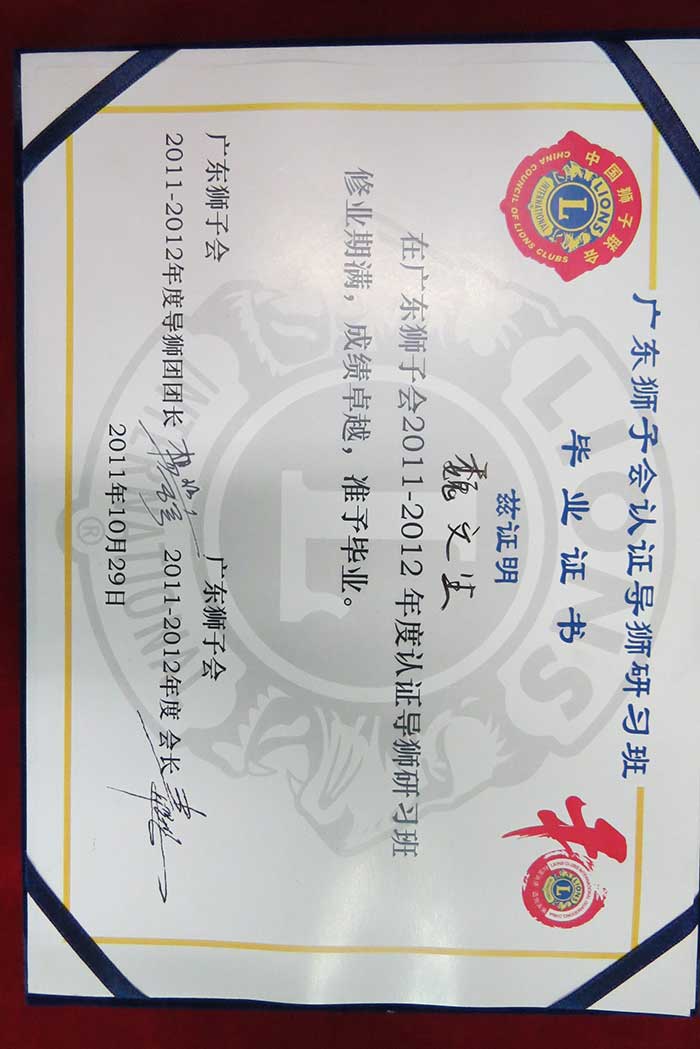 广东狮子会认证导狮研习班
毕业证书
中国狮子联会
LIONS
L
INTERNATIONAL
CHINA COUNCIL OF LIONS CLUBS
兹证明
魏文生
在广东狮子会2011-2012年度认证导狮研习班
修业期满，成绩卓越，准予毕业。
LIONS
L
INTERNATIONAL
®
广东狮子会
2011-2012年度导狮团团长
广东狮子会
2011-2012年度 会长
2011年10月29日
LIONS
L